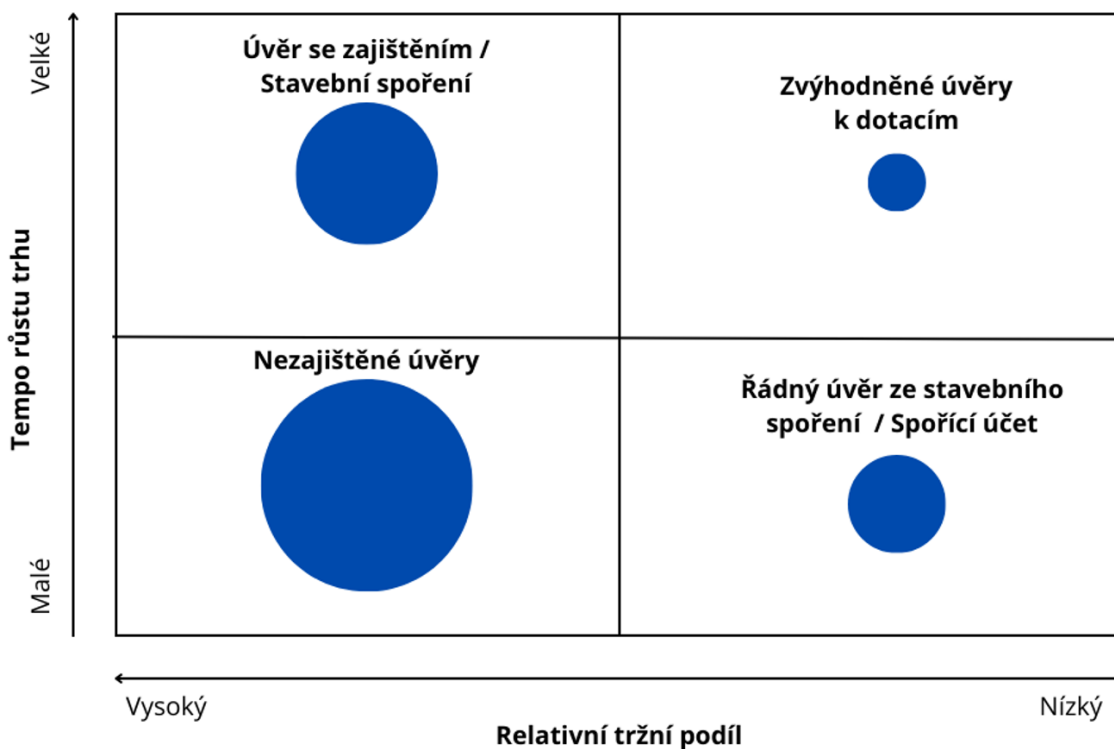 Velké
Úvěr se zajištěním /
Stavební spoření
Zvýhodněné úvěry
k dotacím
Tempo růstu trhu
Nezajištěné úvěry
Řádný úvěr ze stavebního
spoření / Spořící účet
Malé
Vysoký
Nízký
Relativní tržní podíl